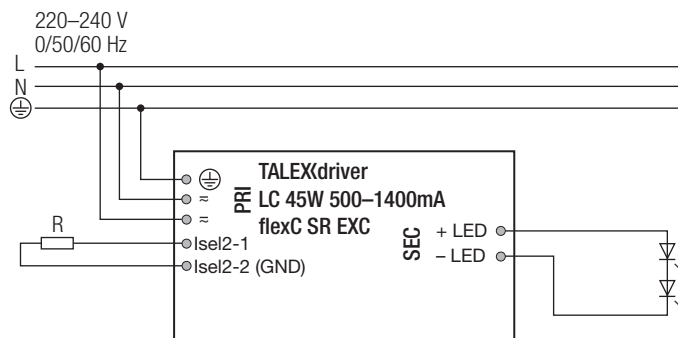 220–240 V
0/50/60 Hz
L
N
TALEXXdriver
LC 45W 500–1400mA
flexC SR EXC
PRI
≂
≂
R
Isel2-1
Isel2-2 (GND)
SEC
+ LED
– LED